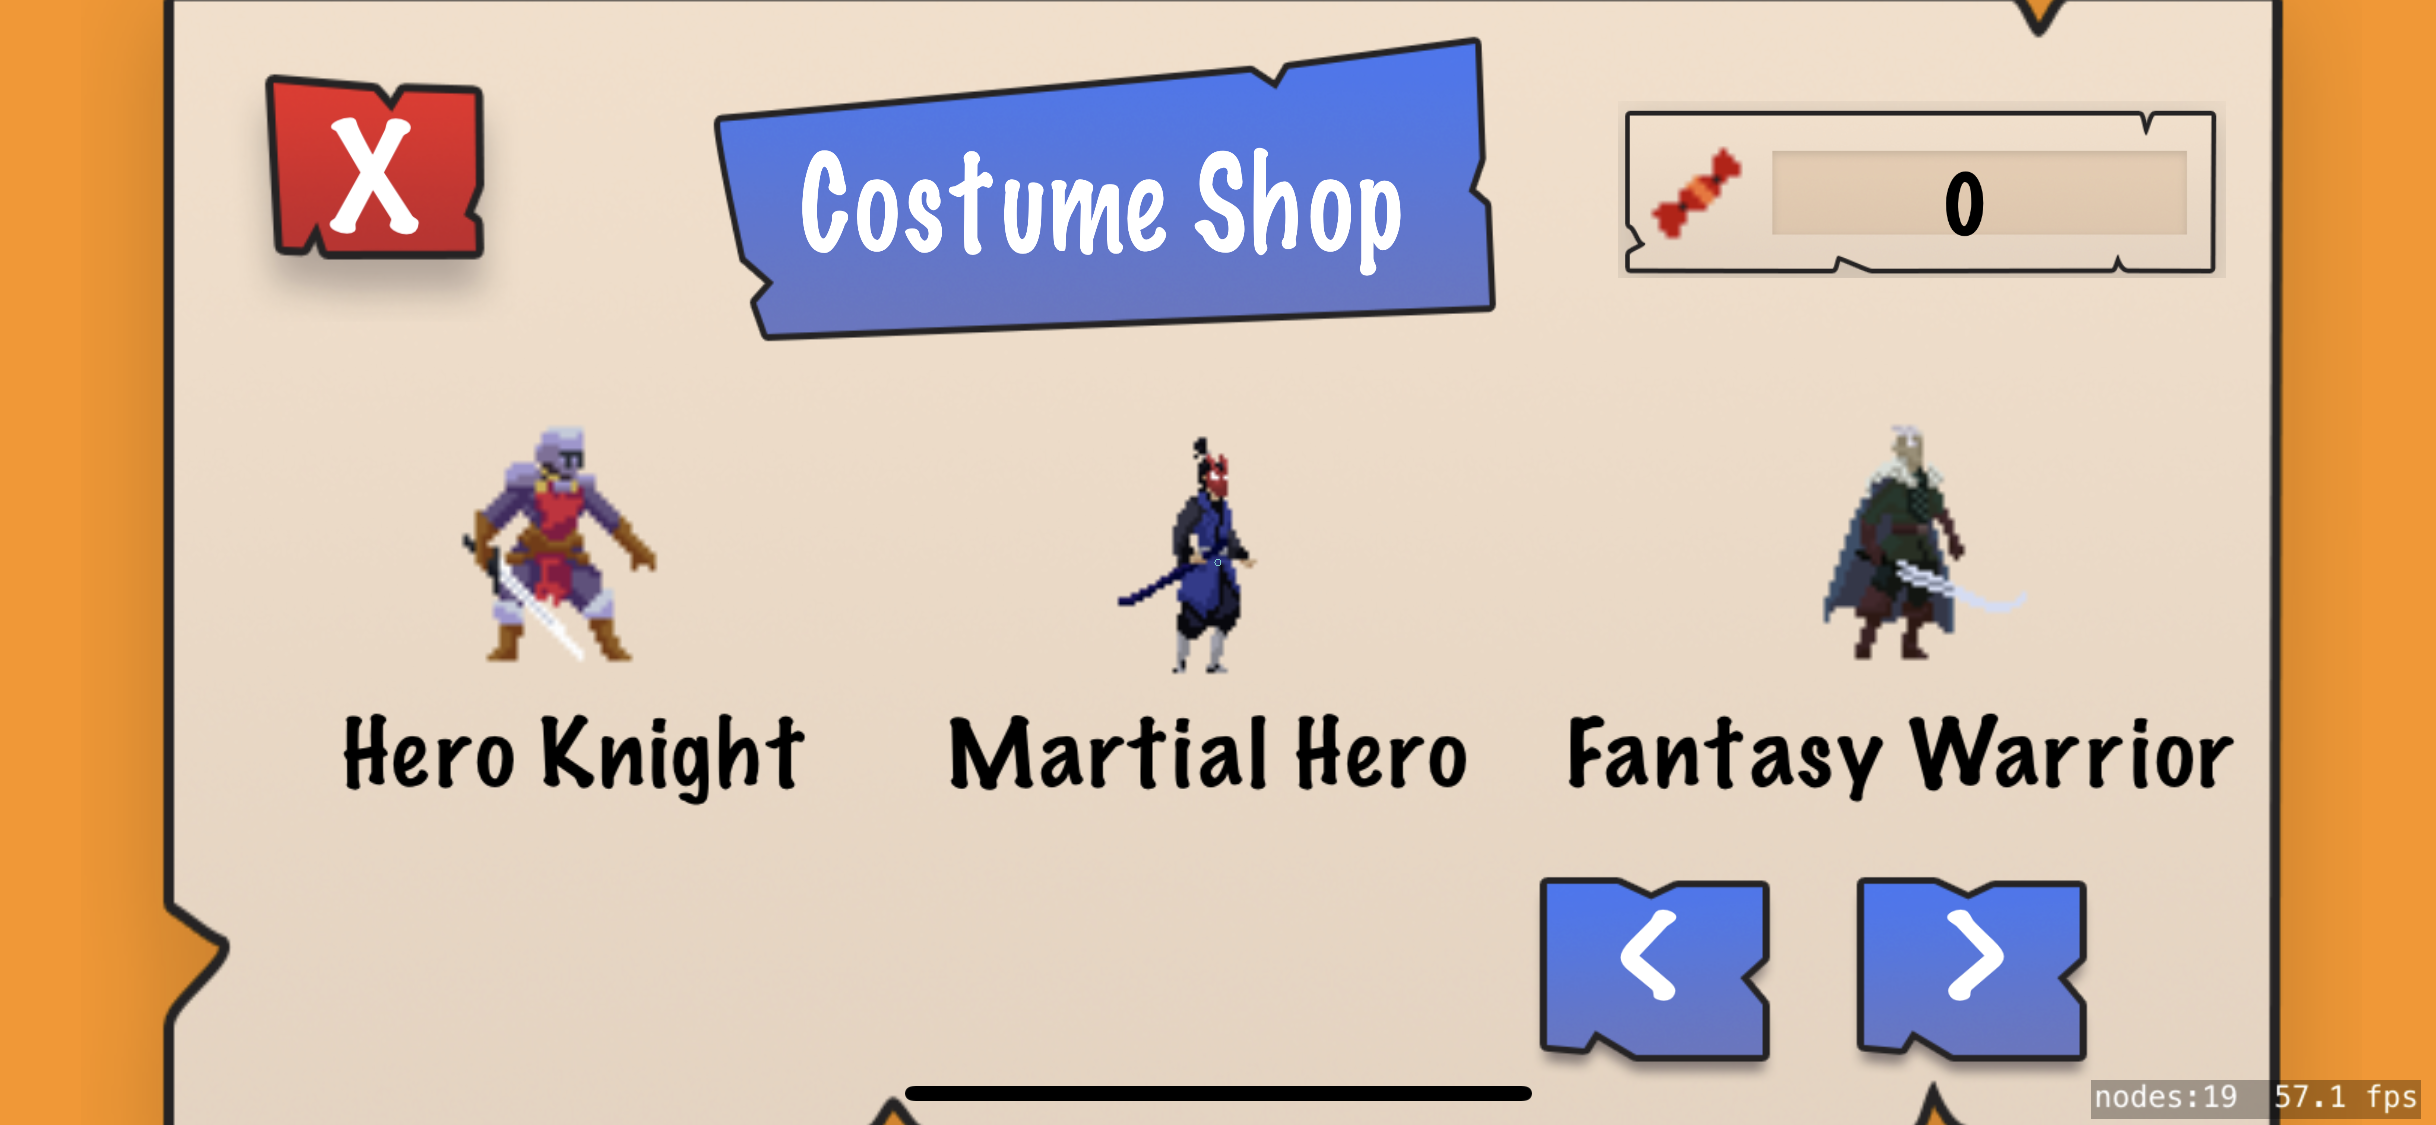 X
Costume Shop
0
Hero Knight
Martial Hero
Fantasy Warrior
<
>
nodes:19 57.1 fps